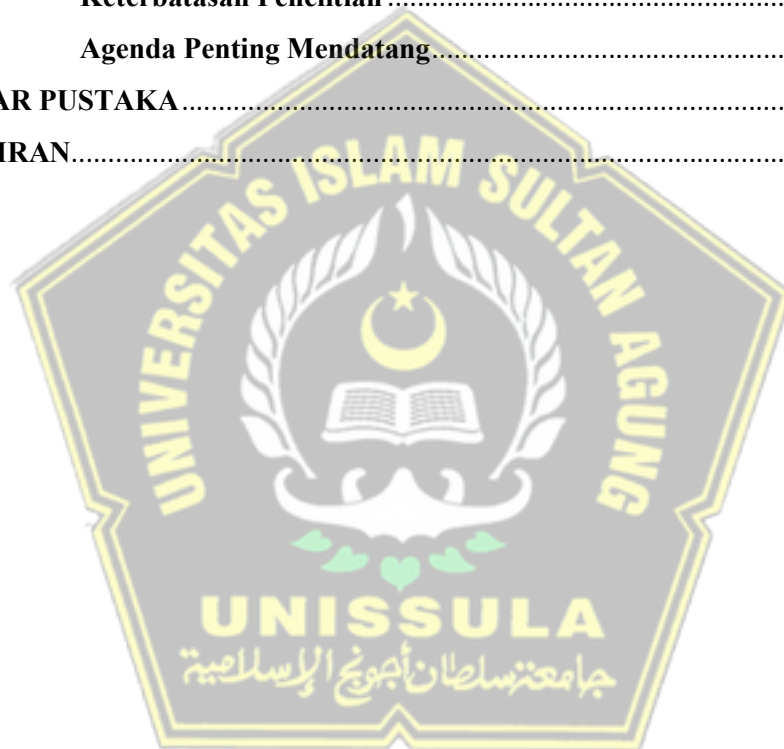 Keterbatasan Penelitian
Agenda Penting Mendatang
AR PUSTAKA
IRAN
UNIVERSITAS ISLAM SULTAN AGUNG
UNISSULA
جامعة سلطان أجونج الإسلامية